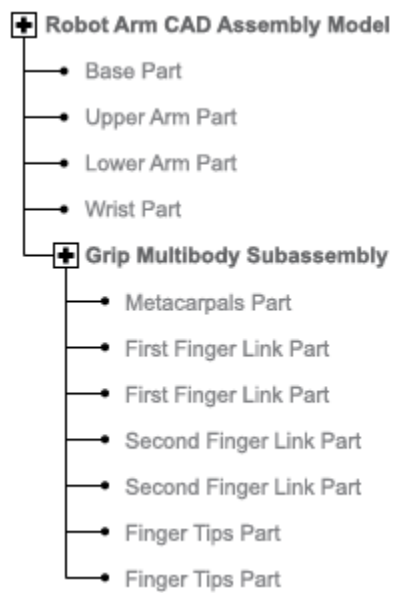 Robot Arm CAD Assembly Model
Base Part
Upper Arm Part
Lower Arm Part
Wrist Part
Grip Multibody Subassembly
Metacarpals Part
First Finger Link Part
First Finger Link Part
Second Finger Link Part
Second Finger Link Part
Finger Tips Part
Finger Tips Part